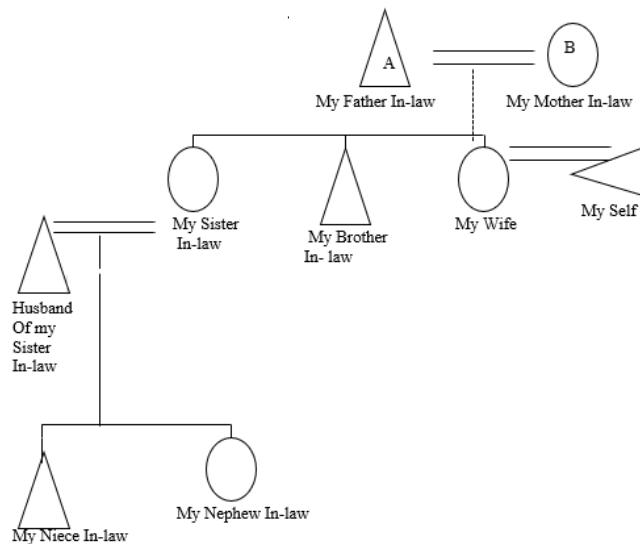 A
B
My Father In-law
My Mother In-law
My Sister
In-law
My Brother
In- law
My Wife
My Self
Husband
Of my
Sister
In-law
My Niece In-law
My Nephew In-law